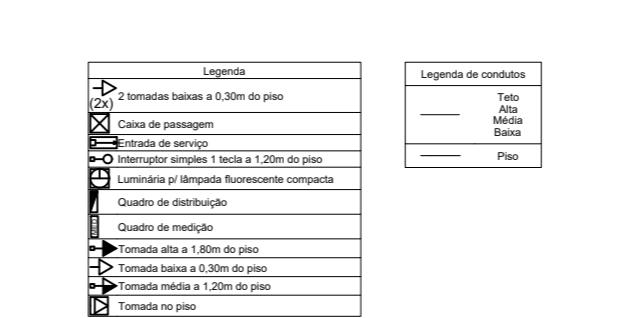 Legenda
(2x) 2 tomadas baixas a 0,30m do piso
Caixa de passagem
Entrada de serviço
Interruptor simples 1 tecla a 1,20m do piso
Luminária p/ lâmpada fluorescente compacta
Quadro de distribuição
Quadro de medição
Tomada alta a 1,80m do piso
Tomada baixa a 0,30m do piso
Tomada média a 1,20m do piso
Tomada no piso
Legenda de condutos
Teto
Alta
Média
Baixa
Piso